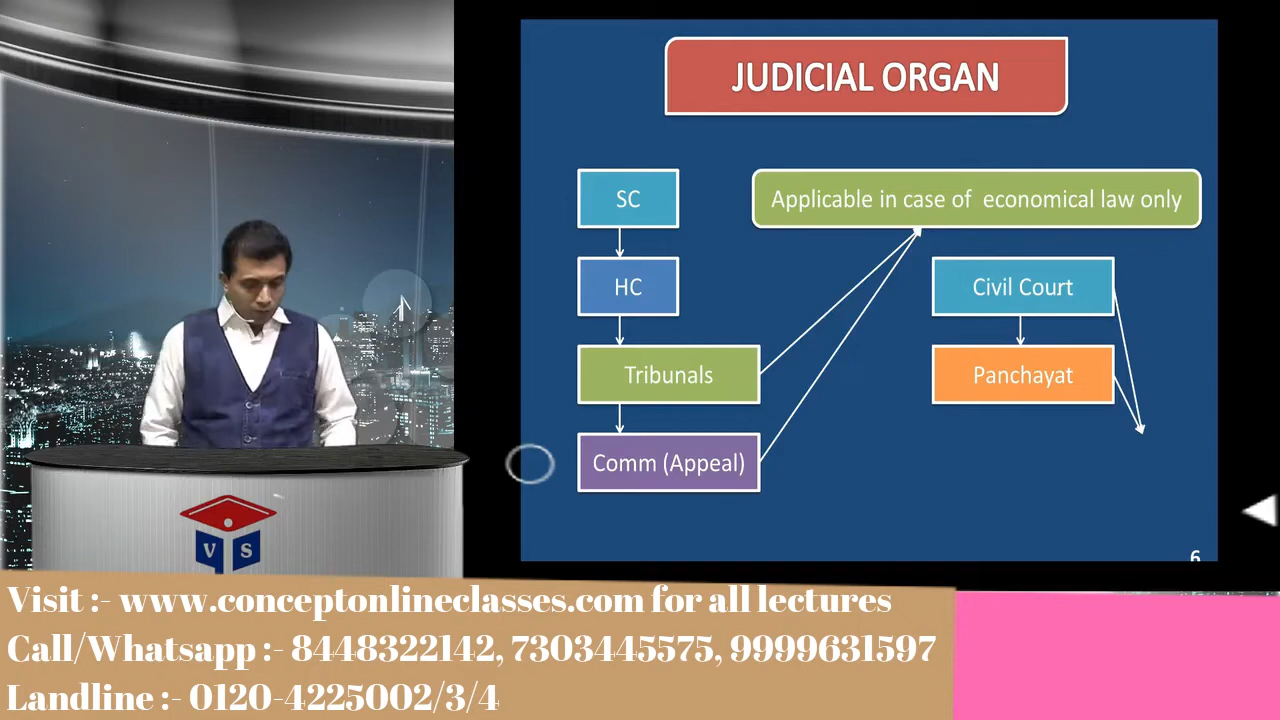 JUDICIAL ORGAN
SC
Applicable in case of economical law only
HC
Civil Court
Tribunals
Panchayat
Comm (Appeal)
6
V S
Visit :- www.conceptonlineclasses.com for all lectures
Call/Whatsapp :- 8448322142, 7303445575, 9999631597
Landline :- 0120-4225002/3/4